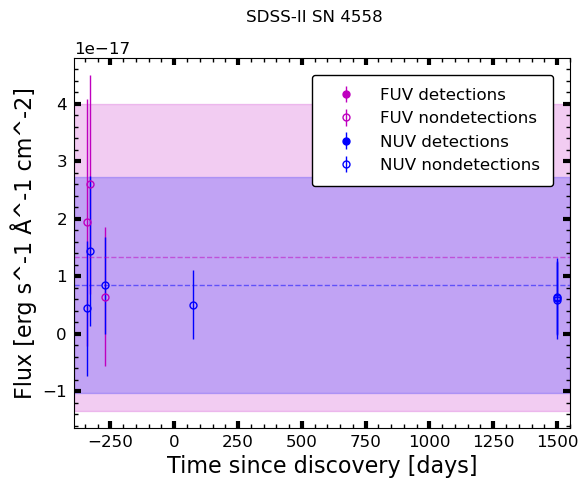 SDSS-II SN 4558
1e−17
FUV detections
FUV nondetections
NUV detections
NUV nondetections
4
3
2
1
0
−1
Flux [erg s^-1 Å^-1 cm^-2]
−250 0 250 500 750 1000 1250 1500
Time since discovery [days]